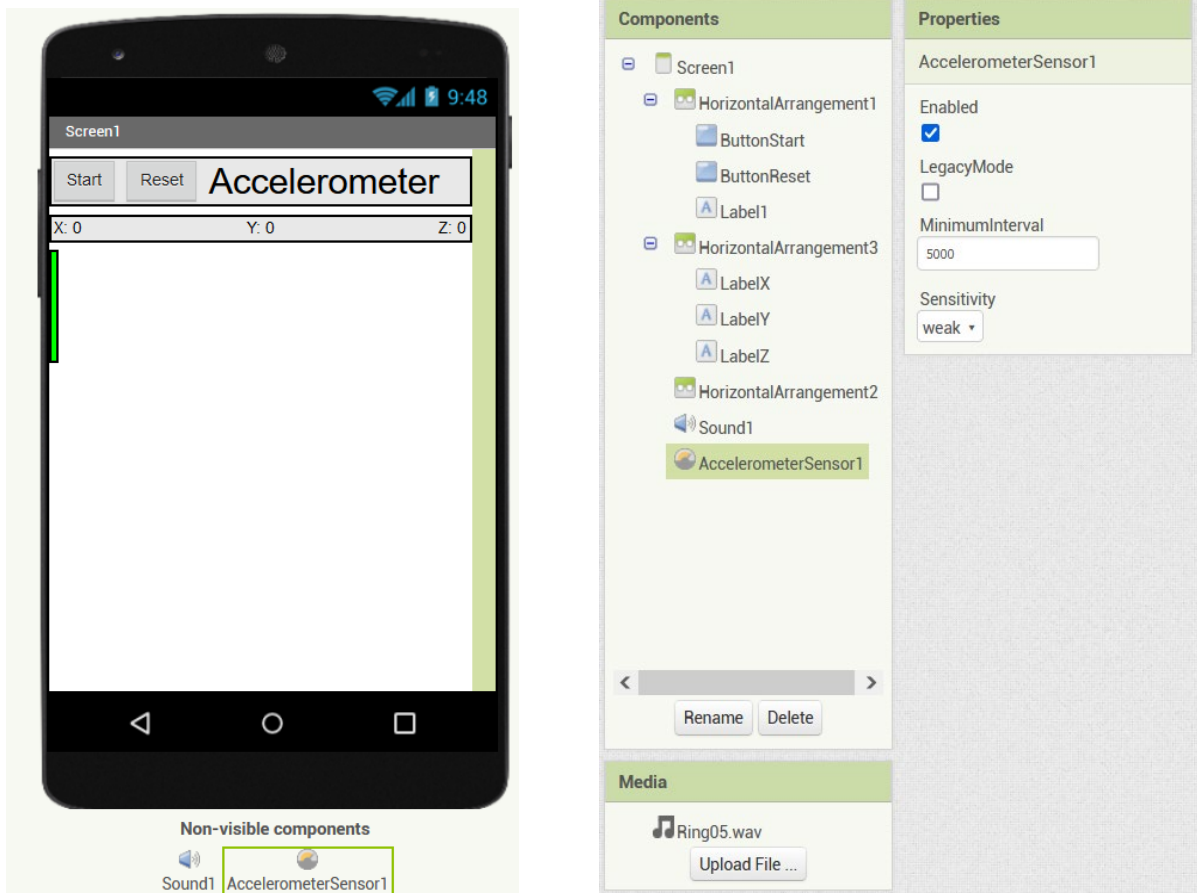 9:48
Screen1
Start Reset Accelerometer
X: 0 Y: 0 Z: 0
Non-visible components
Sound1 AccelerometerSensor1
Components
Screen1
HorizontalArrangement1
ButtonStart
ButtonReset
A Label1
HorizontalArrangement3
A LabelX
A LabelY
A LabelZ
HorizontalArrangement2
Sound1
AccelerometerSensor1
Rename Delete
Media
Ring05.wav
Upload File ...
Properties
AccelerometerSensor1
Enabled
LegacyMode
MinimumInterval
5000
Sensitivity
weak